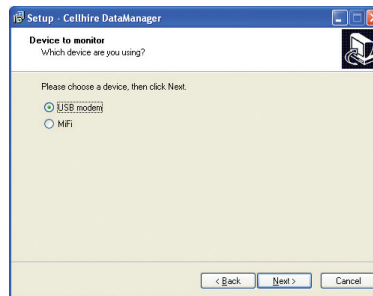 Setup - Cellhire DataManager
Device to monitor
Which device are you using?
Please choose a device, then click Next.
USB modem
MiFi
< Back
Next >
Cancel